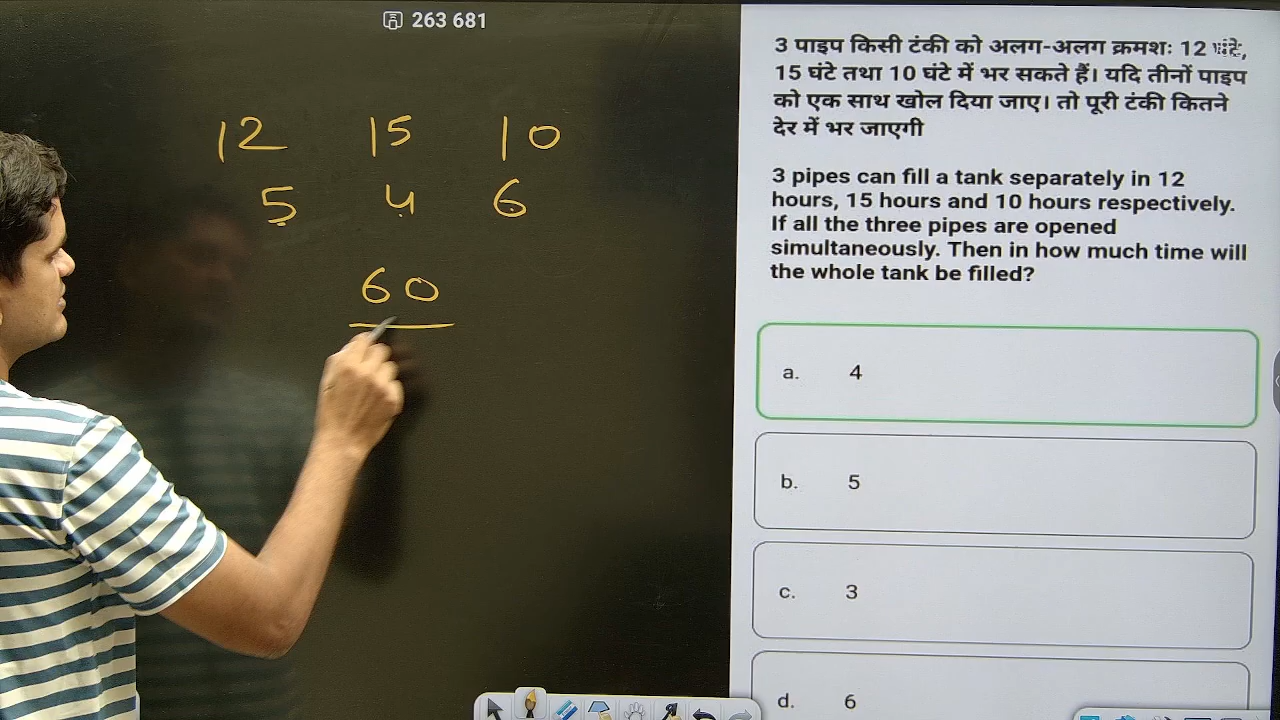 263 681
12 15 10
5 4 6
60
3 पाइप किसी टंकी को अलग-अलग क्रमशः 12 घंटे,
15 घंटे तथा 10 घंटे में भर सकते हैं। यदि तीनों पाइप
को एक साथ खोल दिया जाए। तो पूरी टंकी कितने
देर में भर जाएगी
3 pipes can fill a tank separately in 12
hours, 15 hours and 10 hours respectively.
If all the three pipes are opened
simultaneously. Then in how much time will
the whole tank be filled?
a. 4
b. 5
c. 3
d. 6